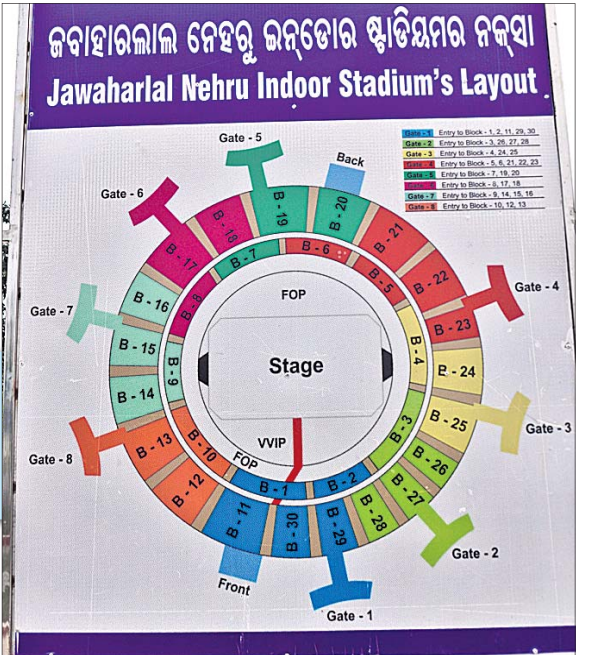 ଜବାହାରଲାଲ ନେହରୁ ଇନ୍‌ଡୋର ଷ୍ଟାଡିୟମର ନକ୍ସା
Jawaharlal Nehru Indoor Stadium's Layout
Gate - 1 Entry to Block - 1, 2, 11, 29, 30
Gate - 2 Entry to Block - 3, 26, 27, 28
Gate - 3 Entry to Block - 4, 24, 25
Gate - 4 Entry to Block - 5, 6, 21, 22, 23
Gate - 5 Entry to Block - 7, 19, 20
Gate - 6 Entry to Block - 8, 17, 18
Gate - 7 Entry to Block - 9, 14, 15, 16
Gate - 8 Entry to Block - 10, 12, 13
Gate - 5
Back
Gate - 6
B - 19
B - 20
B - 18
B - 21
B - 17
B - 7
B - 6
B - 5
B - 22
Gate - 4
B - 16
B - 8
FOP
B - 23
Gate - 7
B - 15
B - 9
Stage
B - 4
B - 24
B - 14
B - 25
Gate - 3
B - 13
B - 10
VVIP
FOP
B - 3
B - 26
Gate - 8
B - 12
B - 1
B - 2
B - 27
B - 11
B - 30
B - 29
B - 28
Gate - 2
Front
Gate - 1